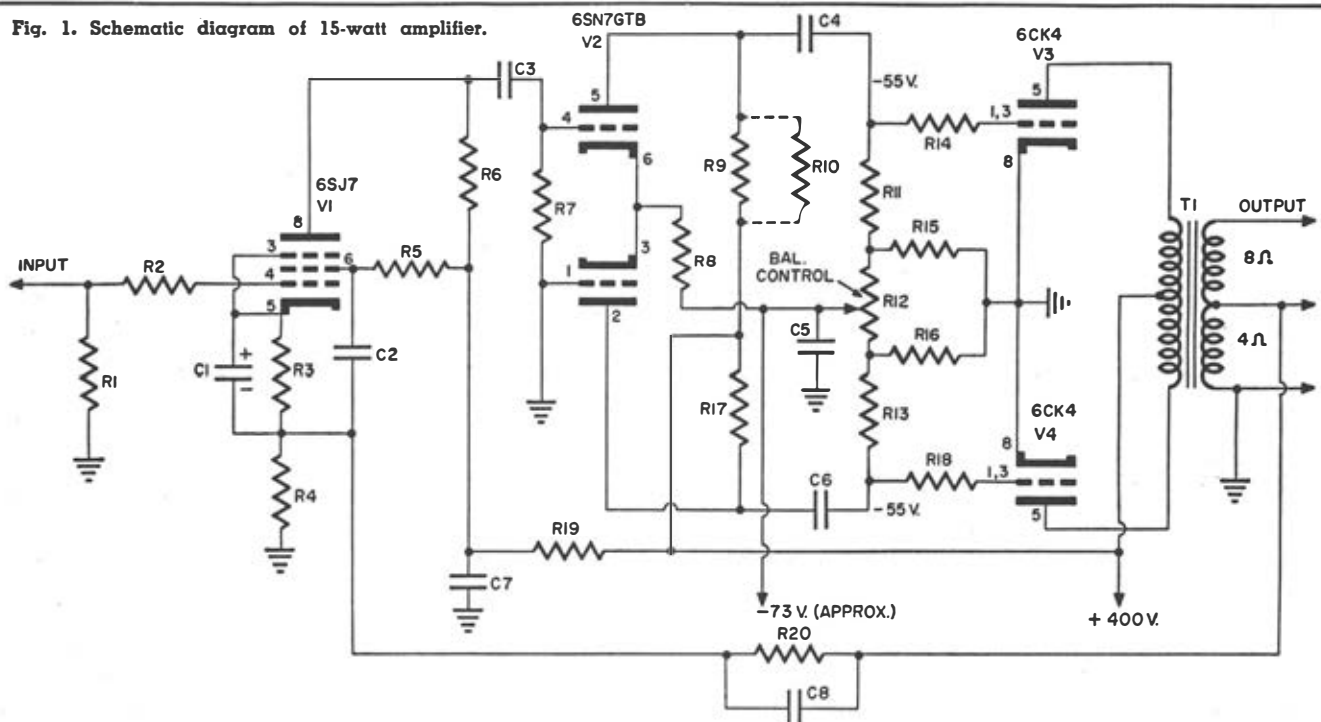 Fig. 1. Schematic diagram of 15-watt amplifier.
6SN7GTB
V2
C4
6CK4
V3
C3
5
-55 V.
5
4
1,3
R14
6
8
R6
R9
R10
R11
6SJ7
V1
R7
T1
OUTPUT
8
3
R15
8Ω
3
6
R5
R8
BAL.
CONTROL
INPUT
R2
4
1
R12
5
2
C5
R16
4Ω
C1
+
-
R3
C2
R1
R17
R13
6CK4
V4
8
R4
C6
R18
1,3
-55 V.
5
R19
C7
-73 V. (APPROX.)
+ 400 V.
R20
C8